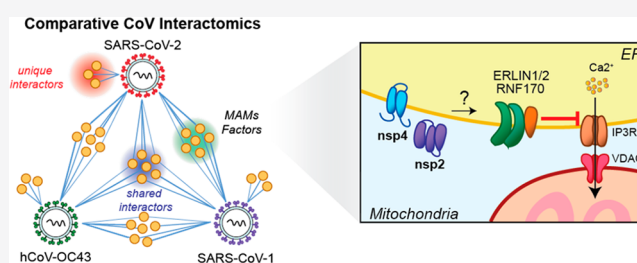 Comparative CoV Interactomics
SARS-CoV-2
unique
interactors
MAMs
Factors
shared
interactors
hCoV-OC43
SARS-CoV-1
ER
Ca2+
ERLIN1/2
RNF170
?
nsp4
nsp2
IP3R
VDAC
Mitochondria